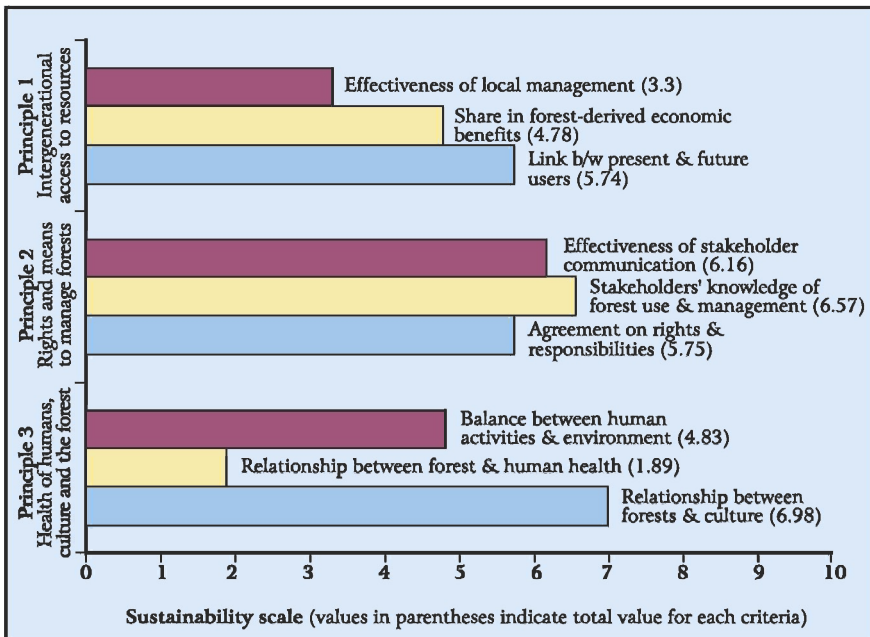 Principle 1
Intergenerational
access to resources
Effectiveness of local management (3.3)
Share in forest-derived economic
benefits (4.78)
Link b/w present & future
users (5.74)
Principle 2
Rights and means
to manage forests
Effectiveness of stakeholder
communication (6.16)
Stakeholders' knowledge of
forest use & management (6.57)
Agreement on rights &
responsibilities (5.75)
Principle 3
Health of humans,
culture and the forest
Balance between human
activities & environment (4.83)
Relationship between forest & human health (1.89)
Relationship between
forests & culture (6.98)
0 1 2 3 4 5 6 7 8 9 10
Sustainability scale (values in parentheses indicate total value for each criteria)